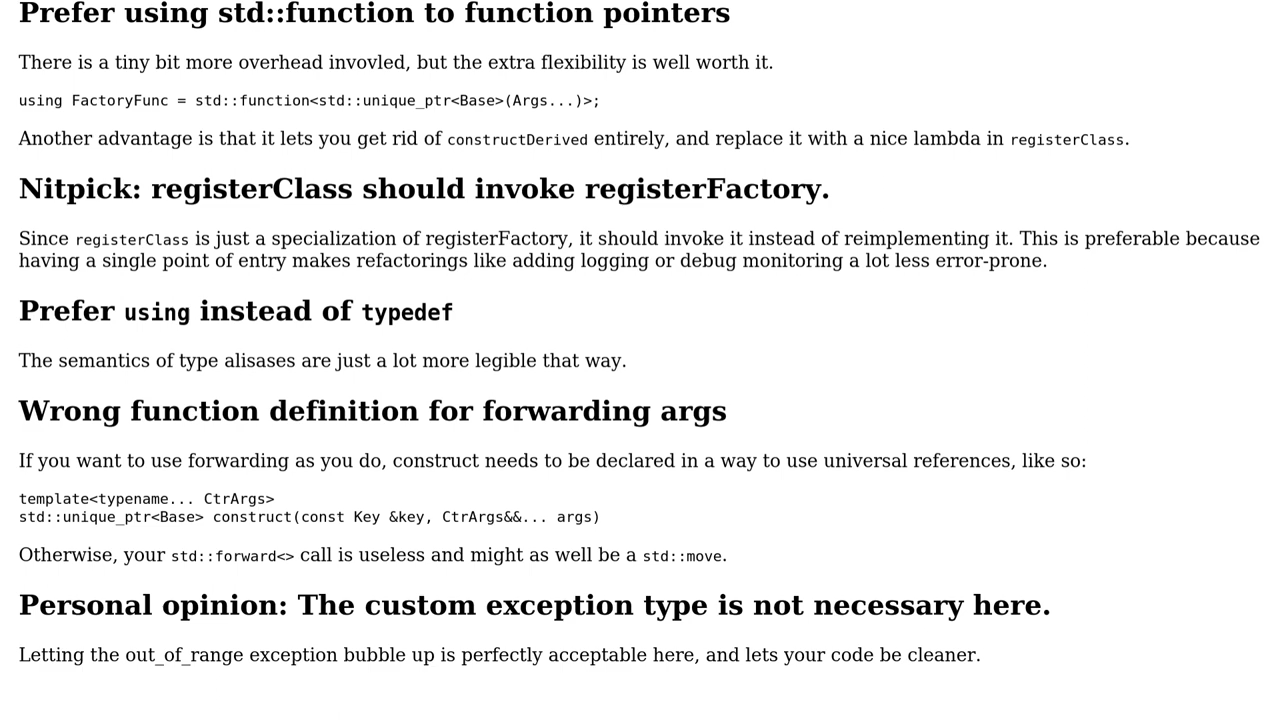 Prefer using std::function to function pointers
There is a tiny bit more overhead invovled, but the extra flexibility is well worth it.
using FactoryFunc = std::function<std::unique_ptr<Base>(Args...)>;
Another advantage is that it lets you get rid of constructDerived entirely, and replace it with a nice lambda in registerClass.
Nitpick: registerClass should invoke registerFactory.
Since registerClass is just a specialization of registerFactory, it should invoke it instead of reimplementing it. This is preferable because
having a single point of entry makes refactorings like adding logging or debug monitoring a lot less error-prone.
Prefer using instead of typedef
The semantics of type alisases are just a lot more legible that way.
Wrong function definition for forwarding args
If you want to use forwarding as you do, construct needs to be declared in a way to use universal references, like so:
template<typename... CtrArgs>
std::unique_ptr<Base> construct(const Key &key, CtrArgs&&... args)
Otherwise, your std::forward<> call is useless and might as well be a std::move.
Personal opinion: The custom exception type is not necessary here.
Letting the out_of_range exception bubble up is perfectly acceptable here, and lets your code be cleaner.